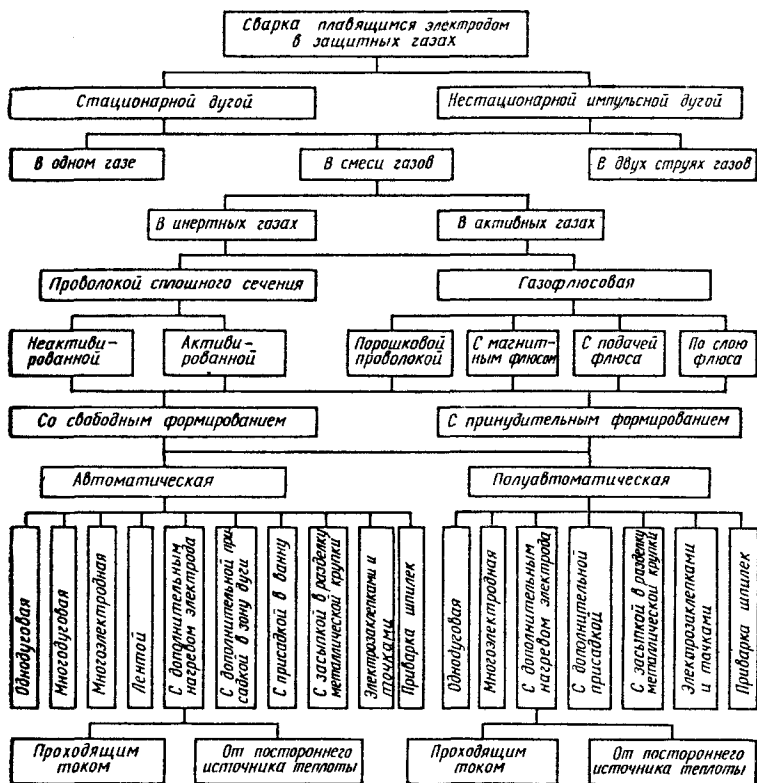 Сварка плавящимся электродом
в защитных газах
Стационарной дугой
Нестационарной импульсной дугой
В одном газе
В смеси газов
В двух струях газов
В инертных газах
В активных газах
Проволокой сплошного сечения
Газофлюсовая
Неактиви-
рованной
Активи-
рованной
Порошковой
проволокой
С магнит-
ным флюсом
С подачей
флюса
По слою
флюса
Со свободным формированием
С принудительным формированием
Автоматическая
Полуавтоматическая
Однодуговая
Многодуговая
Многоэлектродная
Лентой
С дополнительным
нагревом электрода
С дополнительной при-
садкой в зону дуги
С присадкой в ванну
С засыпкой в разделку
металлической крупки
Электрозаклепками и
точками
Приварка шпилек
Однодуговая
Многоэлектродная
С дополнительным
нагревом электрода
С дополнительной
присадкой
С засыпкой в разделку
металлической крупки
Электрозаклепками
и точками
Приварка шпилек
Проходящим
током
От постороннего
источника теплоты
Проходящим
током
От постороннего
источника теплоты